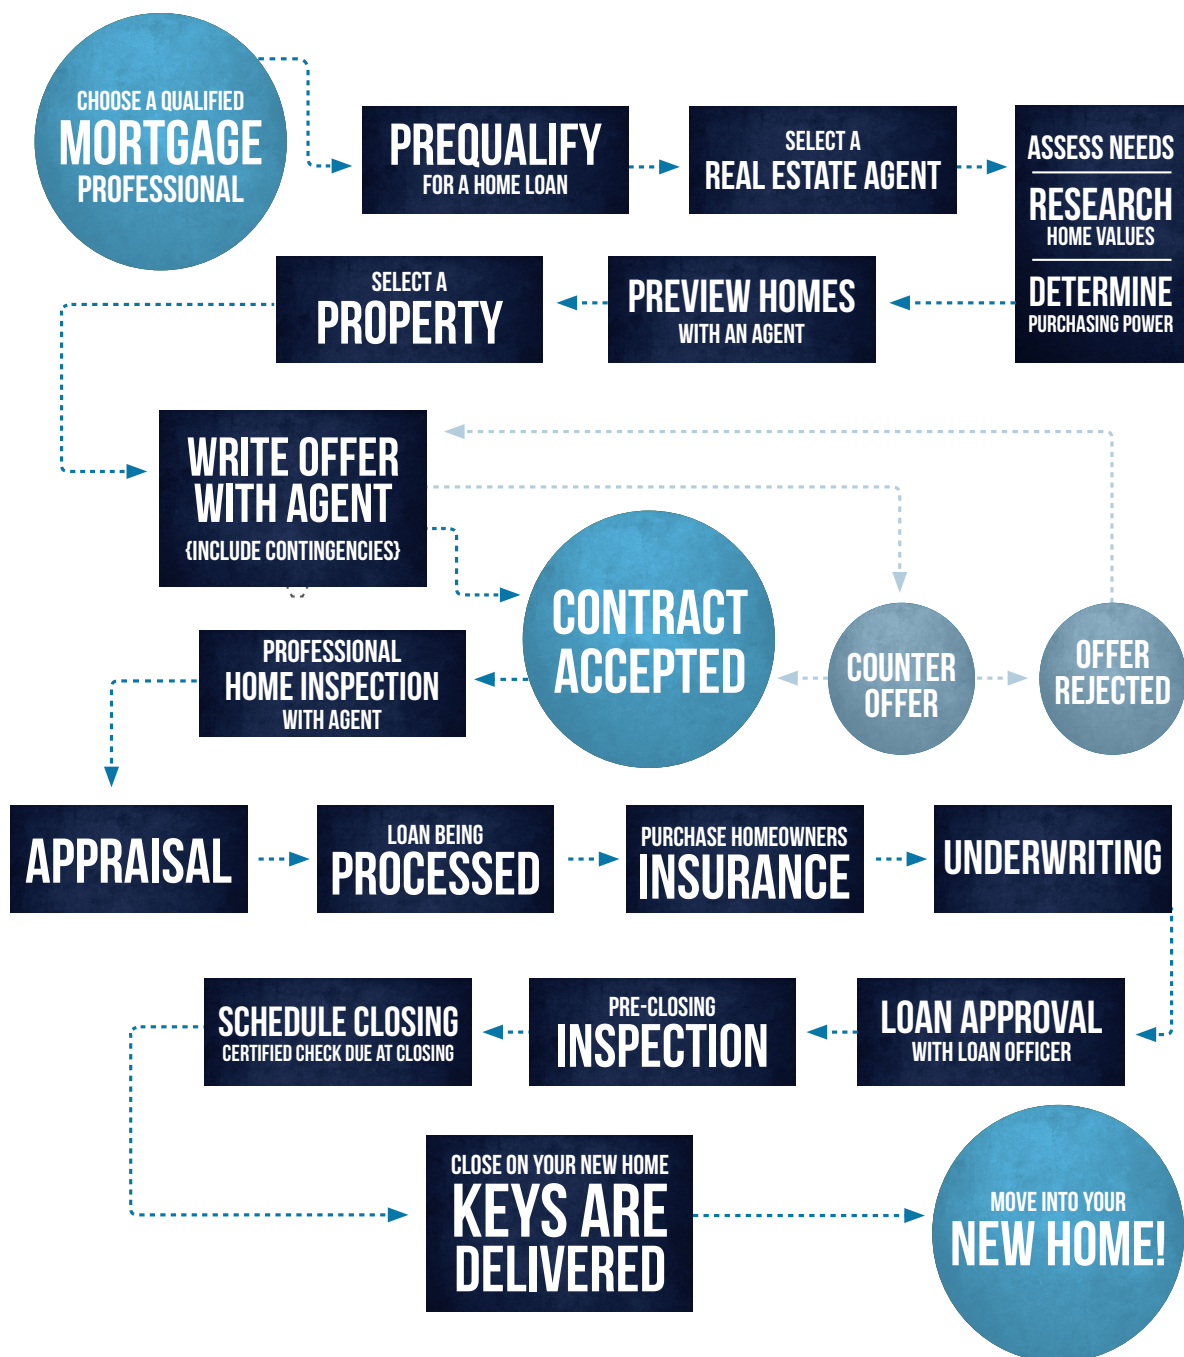 CHOOSE A QUALIFIED
MORTGAGE
PROFESSIONAL
PREQUALIFY
FOR A HOME LOAN
SELECT A
REAL ESTATE AGENT
ASSESS NEEDS
RESEARCH
HOME VALUES
DETERMINE
PURCHASING POWER
PREVIEW HOMES
WITH AN AGENT
SELECT A
PROPERTY
WRITE OFFER
WITH AGENT
{INCLUDE CONTINGENCIES}
CONTRACT
ACCEPTED
COUNTER
OFFER
OFFER
REJECTED
PROFESSIONAL
HOME INSPECTION
WITH AGENT
APPRAISAL
LOAN BEING
PROCESSED
PURCHASE HOMEOWNERS
INSURANCE
UNDERWRITING
LOAN APPROVAL
WITH LOAN OFFICER
PRE-CLOSING
INSPECTION
SCHEDULE CLOSING
CERTIFIED CHECK DUE AT CLOSING
CLOSE ON YOUR NEW HOME
KEYS ARE
DELIVERED
MOVE INTO YOUR
NEW HOME!